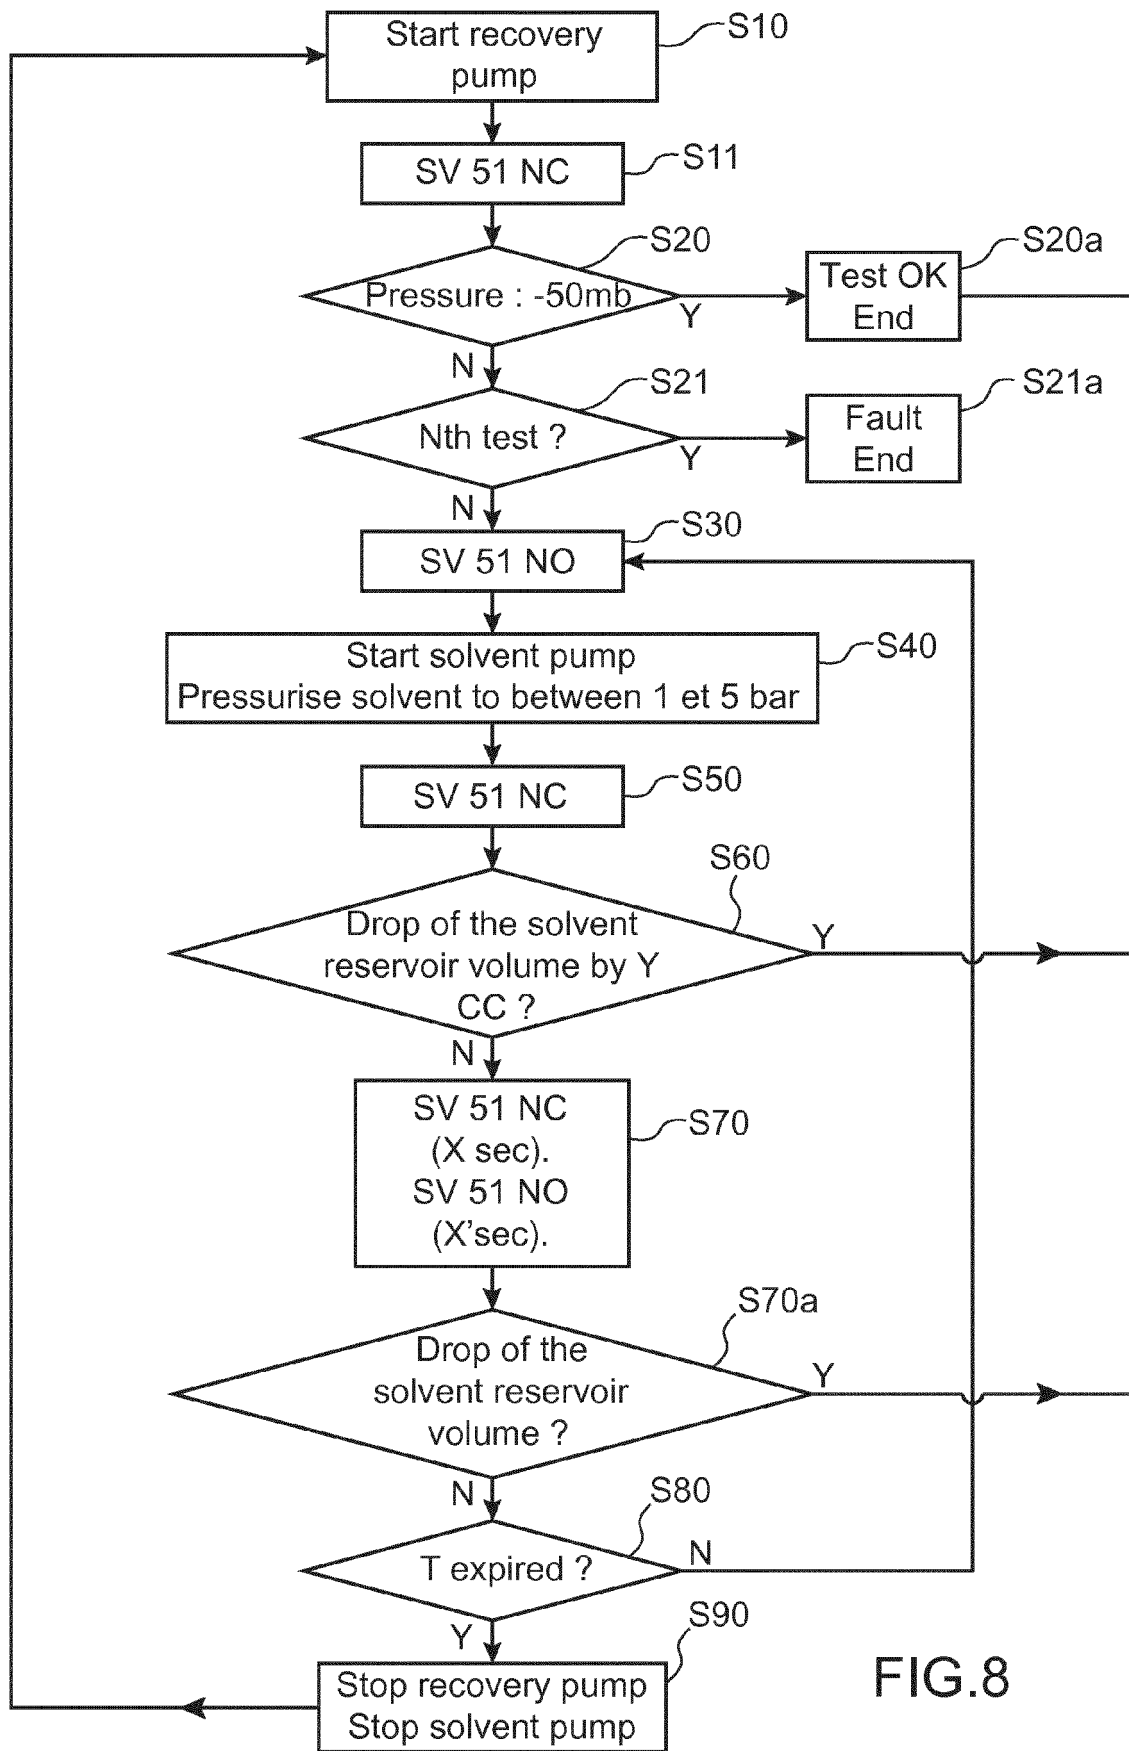 Start recovery
pump
S10
SV 51 NC
S11
Pressure : -50mb
S20
Y
Test OK
End
S20a
N
Nth test ?
S21
Y
Fault
End
S21a
N
SV 51 NO
S30
Start solvent pump
Pressurise solvent to between 1 et 5 bar
S40
SV 51 NC
S50
Drop of the solvent
reservoir volume by Y
CC ?
S60
Y
N
SV 51 NC
(X sec).
SV 51 NO
(X'sec).
S70
Drop of the
solvent reservoir
volume ?
S70a
Y
N
T expired ?
S80
N
Y
Stop recovery pump
Stop solvent pump
S90
FIG.8